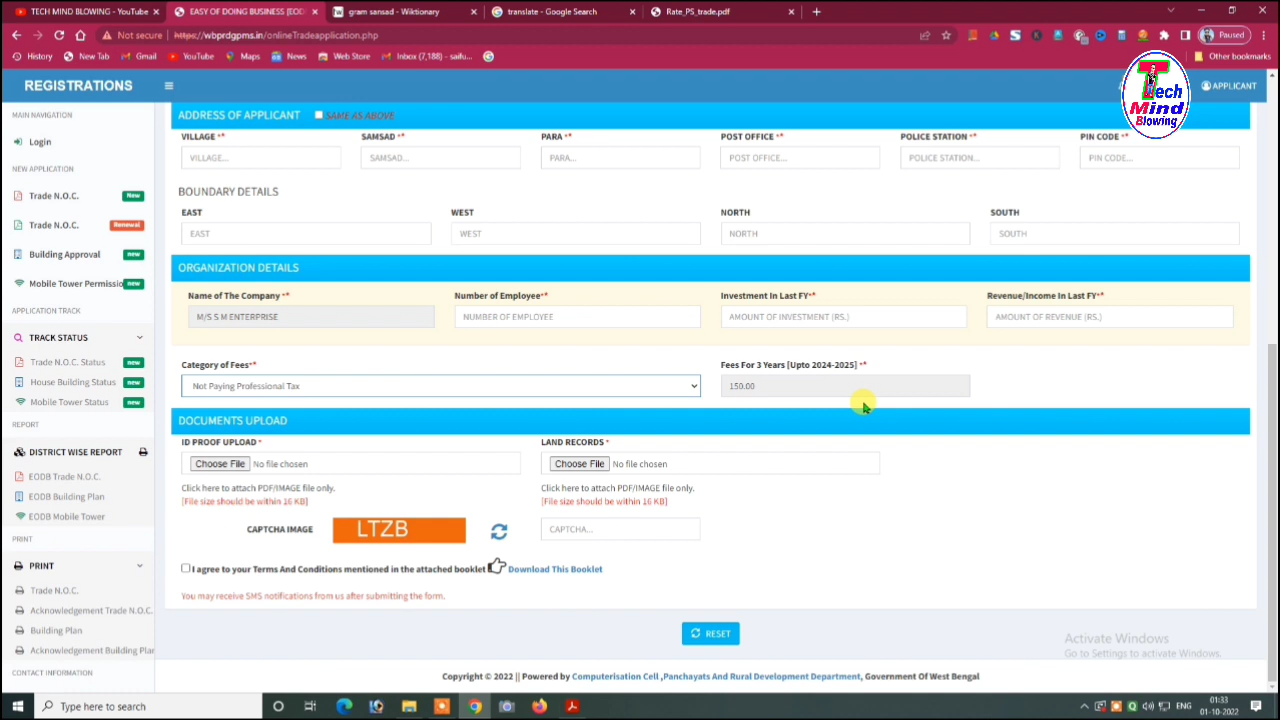 TECH MIND BLOWING - YouTube
EASY OF DOING BUSINESS [EOD
gram sansad - Wiktionary
translate - Google Search
Rate_PS_trade.pdf
Not secure https://wbprdgpms.in/onlineTradeapplication.php
Paused
History
New Tab
Gmail
YouTube
Maps
News
Web Store
Inbox (7,188) - saifu...
Other bookmarks
REGISTRATIONS
APPLICANT
Tech
Mind
Blowing
MAIN NAVIGATION
Login
NEW APPLICATION
Trade N.O.C. New
Trade N.O.C. Renewal
Building Approval new
Mobile Tower Permissio new
APPLICATION TRACK
TRACK STATUS
Trade N.O.C. Status new
House Building Status new
Mobile Tower Status new
REPORT
DISTRICT WISE REPORT
EODB Trade N.O.C.
EODB Building Plan
EODB Mobile Tower
PRINT
PRINT
Trade N.O.C.
Acknowledgement Trade N.O.C.
Building Plan
Acknowledgement Building Plan
CONTACT INFORMATION
ADDRESS OF APPLICANT SAME AS ABOVE
VILLAGE ** SAMSAD ** PARA ** POST OFFICE ** POLICE STATION ** PIN CODE **
VILLAGE... SAMSAD... PARA... POST OFFICE... POLICE STATION... PIN CODE...
BOUNDARY DETAILS
EAST WEST NORTH SOUTH
EAST WEST NORTH SOUTH
ORGANIZATION DETAILS
Name of The Company ** Number of Employee** Investment In Last FY** Revenue/Income In Last FY**
M/S S M ENTERPRISE NUMBER OF EMPLOYEE AMOUNT OF INVESTMENT (RS.) AMOUNT OF REVENUE (RS.)
Category of Fees** Fees For 3 Years [Upto 2024-2025] **
Not Paying Professional Tax 150.00
DOCUMENTS UPLOAD
ID PROOF UPLOAD * LAND RECORDS *
Choose File No file chosen Choose File No file chosen
Click here to attach PDF/IMAGE file only. Click here to attach PDF/IMAGE file only.
[File size should be within 16 KB] [File size should be within 16 KB]
CAPTCHA IMAGE LTZB CAPTCHA...
I agree to your Terms And Conditions mentioned in the attached booklet Download This Booklet
You may receive SMS notifications from us after submitting the form.
RESET
Activate Windows
Go to Settings to activate Windows.
Copyright © 2022 || Powered by Computerisation Cell ,Panchayats And Rural Development Department, Government Of West Bengal
Type here to search
ENG
01:33
01-10-2022